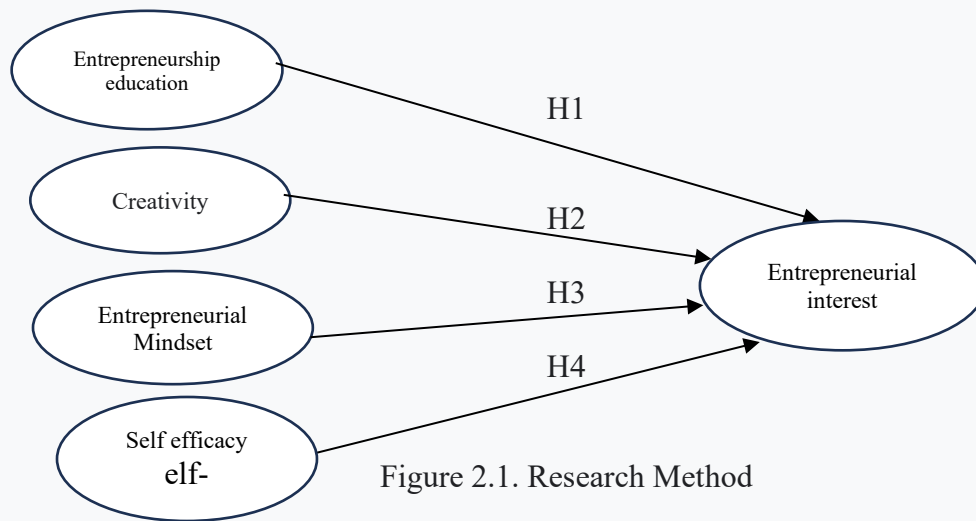 Entrepreneurship
education
H1
Creativity
H2
Entrepreneurial
interest
Entrepreneurial
Mindset
H3
H4
Self efficacy
elf-
Figure 2.1. Research Method